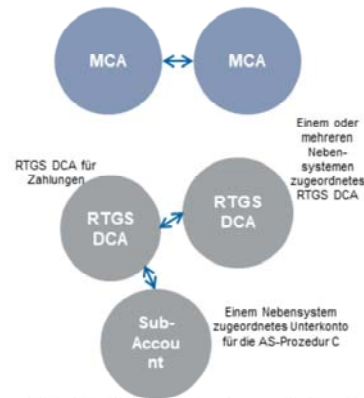 MCA
MCA
Einem oder
mehreren
Neben-
systemen
zugeordnetes
RTGS DCA
RTGS DCA für
Zahlungen
RTGS
DCA
RTGS
DCA
Sub-
Accou
nt
Einem Nebensystem
zugeordnetes Unterkonto
für die AS-Prozedur C